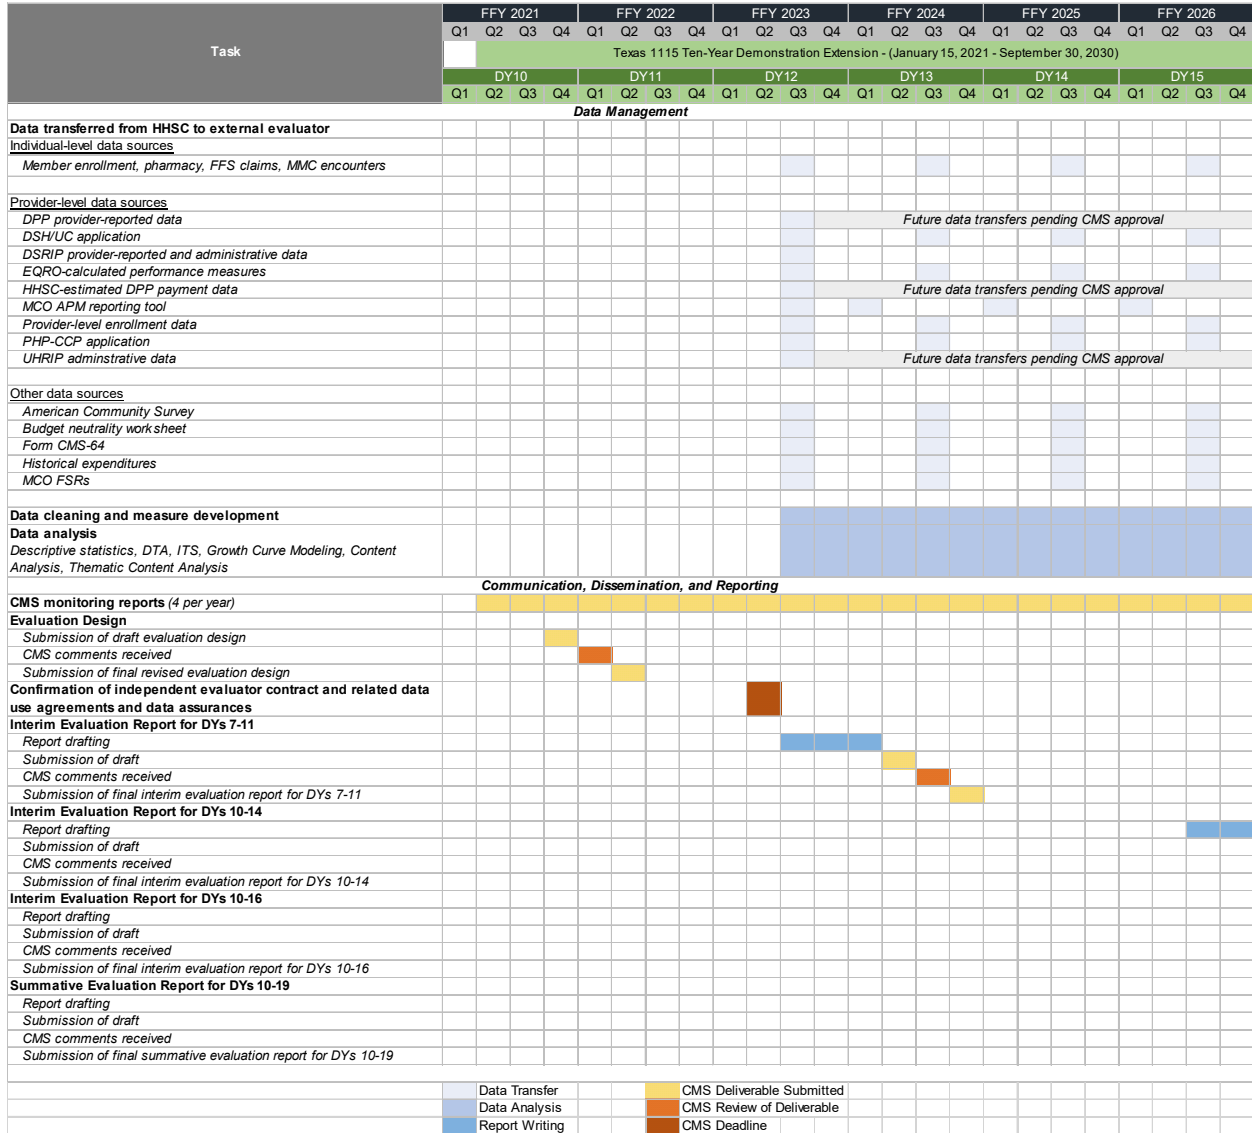 FFY 2021 FFY 2022 FFY 2023 FFY 2024 FFY 2025 FFY 2026
Task
Q1 Q2 Q3 Q4 Q1 Q2 Q3 Q4 Q1 Q2 Q3 Q4 Q1 Q2 Q3 Q4 Q1 Q2 Q3 Q4 Q1 Q2 Q3 Q4
Texas 1115 Ten-Year Demonstration Extension - (January 15, 2021 - September 30, 2030)
DY10 DY11 DY12 DY13 DY14 DY15
Q1 Q2 Q3 Q4 Q1 Q2 Q3 Q4 Q1 Q2 Q3 Q4 Q1 Q2 Q3 Q4 Q1 Q2 Q3 Q4 Q1 Q2 Q3 Q4
Data Management
Data transferred from HHSC to external evaluator
Individual-level data sources
Member enrollment, pharmacy, FFS claims, MMC encounters
Provider-level data sources
DPP provider-reported data Future data transfers pending CMS approval
DSH/UC application
DSRIP provider-reported and administrative data
EQRO-calculated performance measures
HHSC-estimated DPP payment data Future data transfers pending CMS approval
MCO APM reporting tool
Provider-level enrollment data
PHP-CCP application
UHRIP adminstrative data Future data transfers pending CMS approval
Other data sources
American Community Survey
Budget neutrality worksheet
Form CMS-64
Historical expenditures
MCO FSRs
Data cleaning and measure development
Data analysis
Descriptive statistics, DTA, ITS, Growth Curve Modeling, Content
Analysis, Thematic Content Analysis
Communication, Dissemination, and Reporting
CMS monitoring reports (4 per year)
Evaluation Design
Submission of draft evaluation design
CMS comments received
Submission of final revised evaluation design
Confirmation of independent evaluator contract and related data
use agreements and data assurances
Interim Evaluation Report for DYs 7-11
Report drafting
Submission of draft
CMS comments received
Submission of final interim evaluation report for DYs 7-11
Interim Evaluation Report for DYs 10-14
Report drafting
Submission of draft
CMS comments received
Submission of final interim evaluation report for DYs 10-14
Interim Evaluation Report for DYs 10-16
Report drafting
Submission of draft
CMS comments received
Submission of final interim evaluation report for DYs 10-16
Summative Evaluation Report for DYs 10-19
Report drafting
Submission of draft
CMS comments received
Submission of final summative evaluation report for DYs 10-19
Data Transfer CMS Deliverable Submitted
Data Analysis CMS Review of Deliverable
Report Writing CMS Deadline